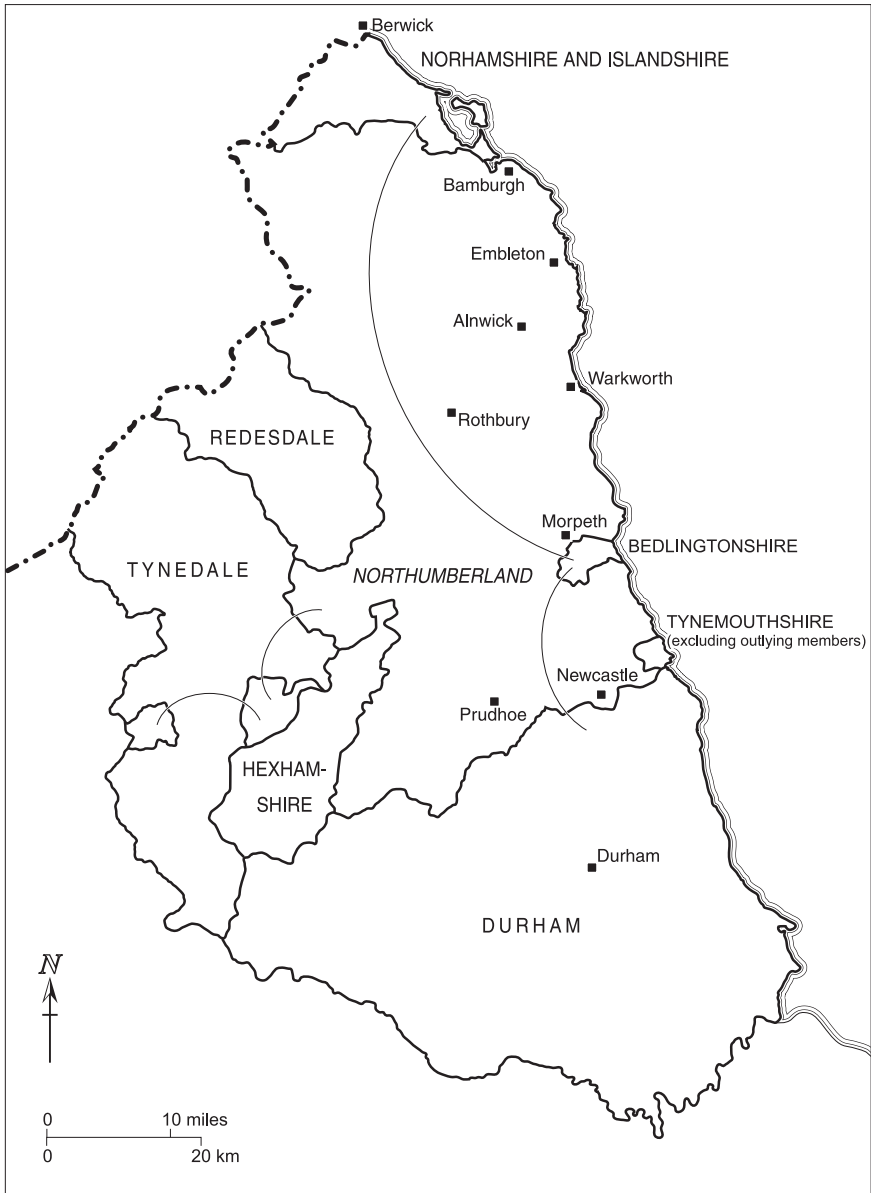 Berwick
NORHAMSHIRE AND ISLANDSHIRE
Bamburgh
Embleton
Alnwick
Warkworth
Rothbury
REDESDALE
Morpeth
BEDLINGTONSHIRE
TYNEDALE
NORTHUMBERLAND
TYNEMOUTHSHIRE
(excluding outlying members)
Newcastle
Prudhoe
HEXHAM-
SHIRE
Durham
DURHAM
N
0 10 miles
0 20 km